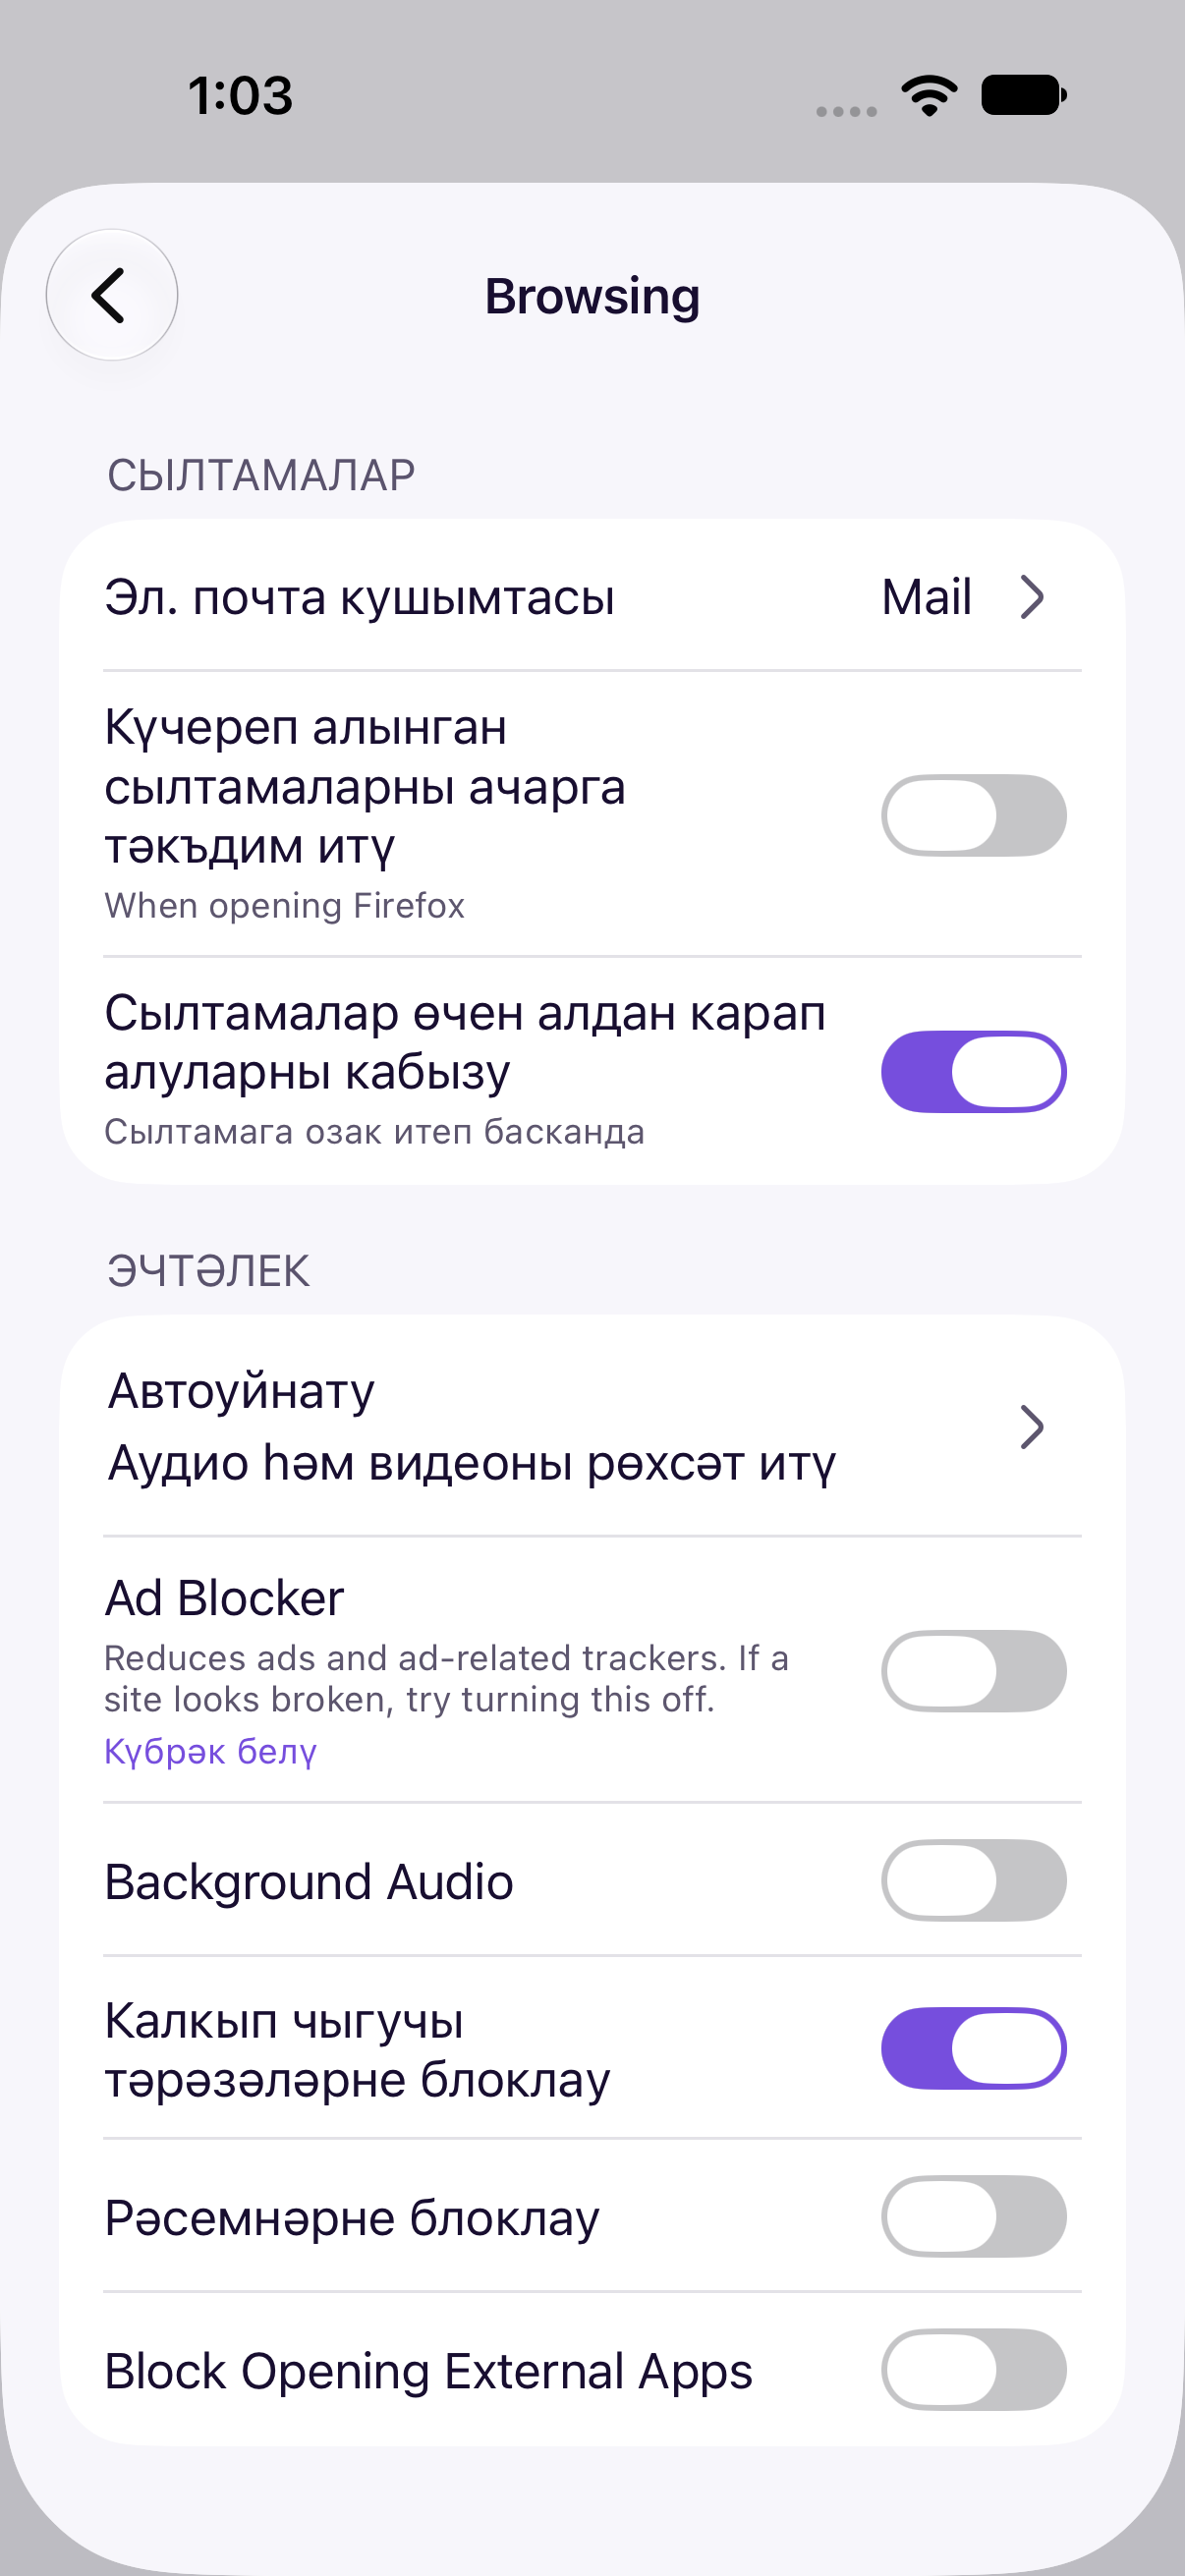 1:03
Browsing
СЫЛТАМАЛАР
Эл. почта кушымтасы
Mail
Күчереп алынган
сылтамаларны ачарга
тәкъдим итү
When opening Firefox
Сылтамалар өчен алдан карап
алуларны кабызу
Сылтамага озак итеп басканда
ЭЧТӘЛЕК
Автоуйнату
Аудио һәм видеоны рөхсәт итү
Ad Blocker
Reduces ads and ad-related trackers. If a
site looks broken, try turning this off.
Күбрәк белү
Background Audio
Калкып чыгучы
тәрәзәләрне блоклау
Рәсемнәрне блоклау
Block Opening External Apps